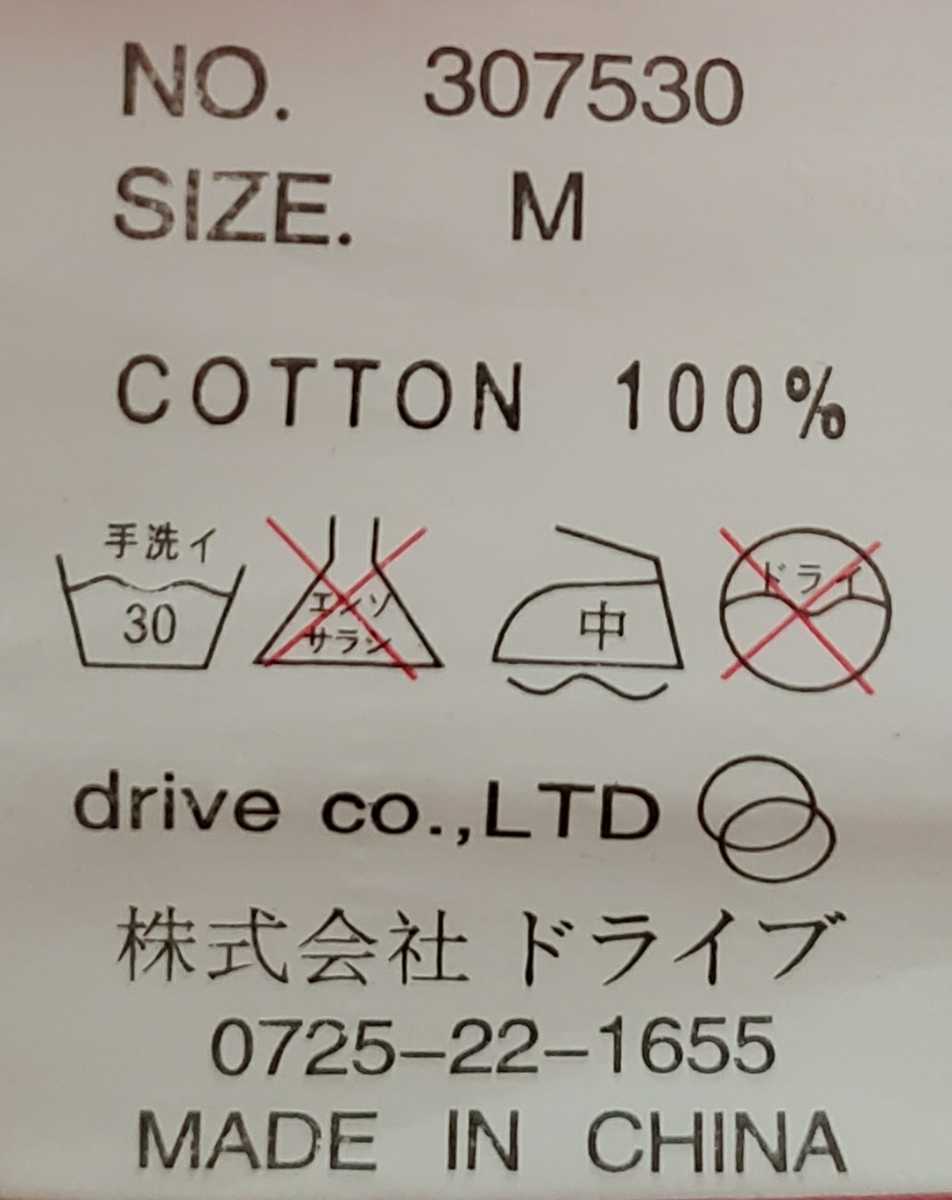 NO. 307530
SIZE. M
COTTON 100%
手洗イ
30
エンソ
サラシ
中
ドライ
drive co.,LTD
株式会社 ドライブ
0725-22-1655
MADE IN CHINA